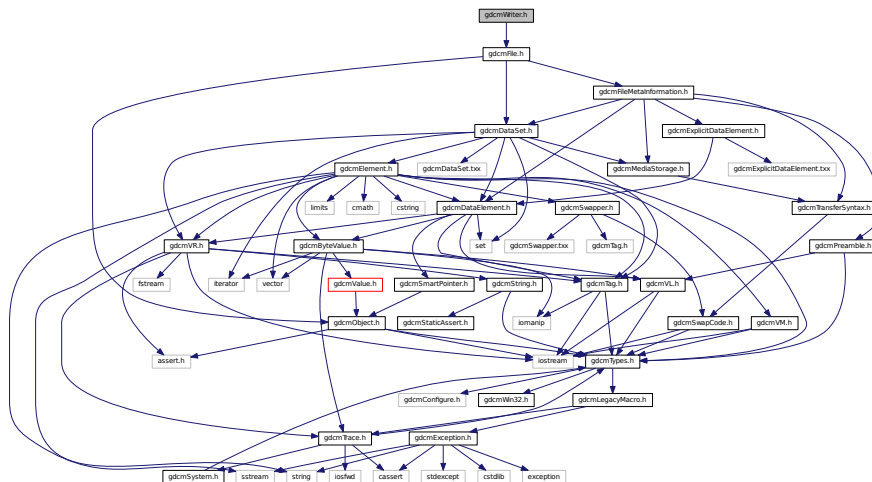 gdcmWriter.h
gdcmFile.h
gdcmFileMetaInformation.h
gdcmDataSet.h
gdcmExplicitDataElement.h
gdcmElement.h
gdcmDataSet.txx
gdcmMediaStorage.h
gdcmExplicitDataElement.txx
limits
cmath
cstring
gdcmDataElement.h
gdcmSwapper.h
gdcmTransferSyntax.h
gdcmVR.h
gdcmByteValue.h
set
gdcmSwapper.txx
gdcmTag.h
gdcmPreamble.h
fstream
iterator
vector
gdcmValue.h
gdcmSmartPointer.h
gdcmString.h
gdcmTag.h
gdcmVL.h
gdcmObject.h
gdcmStaticAssert.h
iomanip
gdcmSwapCode.h
gdcmVM.h
assert.h
iostream
gdcmTypes.h
gdcmConfigure.h
gdcmWin32.h
gdcmLegacyMacro.h
gdcmTrace.h
gdcmException.h
gdcmSystem.h
sstream
string
iosfwd
cassert
stdexcept
cstdlib
exception